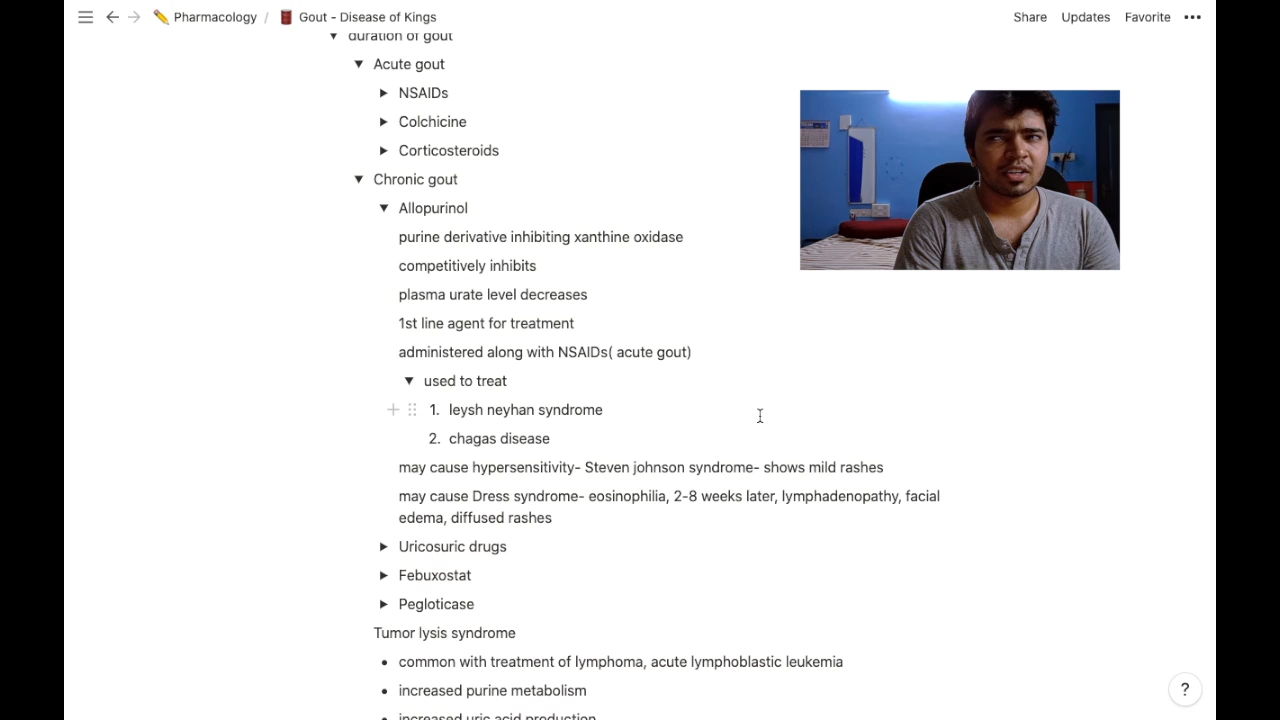 Pharmacology / Gout - Disease of Kings
Share Updates Favorite
duration of gout
Acute gout
NSAIDs
Colchicine
Corticosteroids
Chronic gout
Allopurinol
purine derivative inhibiting xanthine oxidase
competitively inhibits
plasma urate level decreases
1st line agent for treatment
administered along with NSAIDs( acute gout)
used to treat
1. leysh neyhan syndrome
2. chagas disease
may cause hypersensitivity- Steven johnson syndrome- shows mild rashes
may cause Dress syndrome- eosinophilia, 2-8 weeks later, lymphadenopathy, facial
edema, diffused rashes
Uricosuric drugs
Febuxostat
Pegloticase
Tumor lysis syndrome
• common with treatment of lymphoma, acute lymphoblastic leukemia
• increased purine metabolism
• increased uric acid production
?